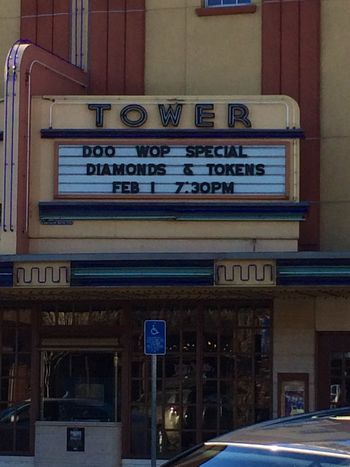 TOWER
DOO WOP SPECIAL
DIAMONDS & TOKENS
FEB 1 7:30PM